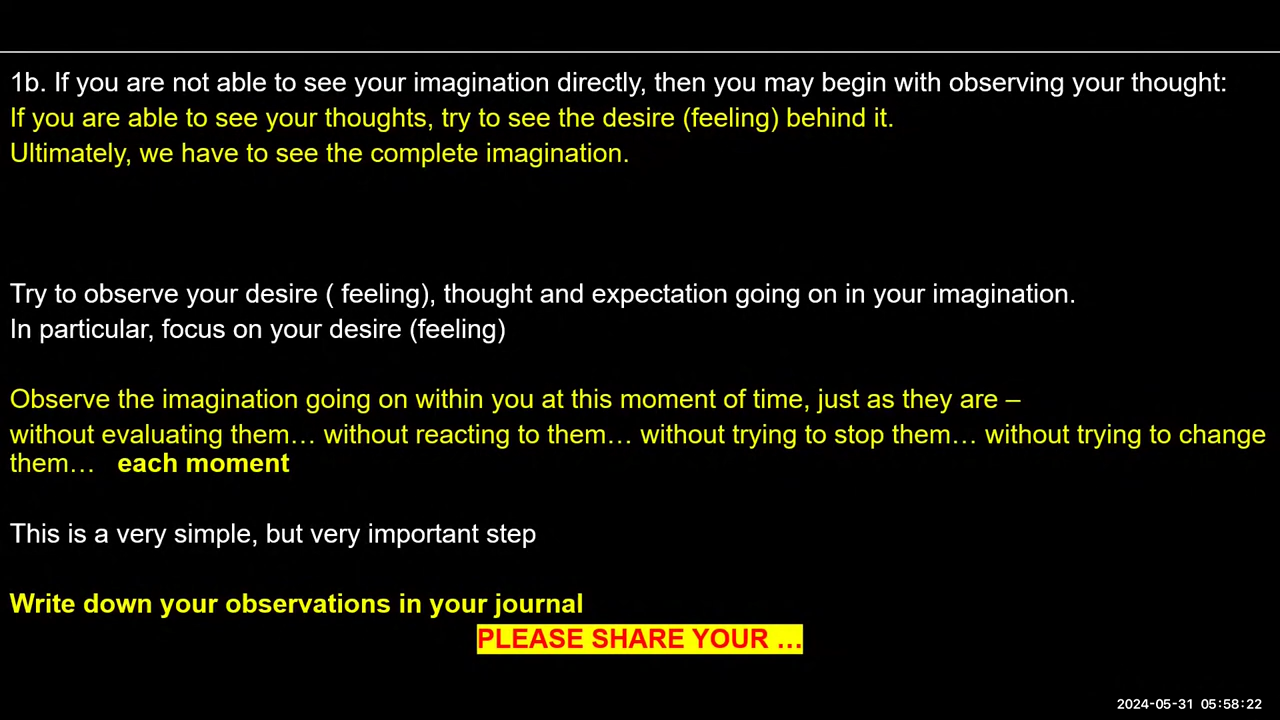 1b. If you are not able to see your imagination directly, then you may begin with observing your thought:
If you are able to see your thoughts, try to see the desire (feeling) behind it.
Ultimately, we have to see the complete imagination.
Try to observe your desire ( feeling), thought and expectation going on in your imagination.
In particular, focus on your desire (feeling)
Observe the imagination going on within you at this moment of time, just as they are –
without evaluating them… without reacting to them… without trying to stop them… without trying to change
them… each moment
This is a very simple, but very important step
Write down your observations in your journal
PLEASE SHARE YOUR …
2024-05-31 05:58:22